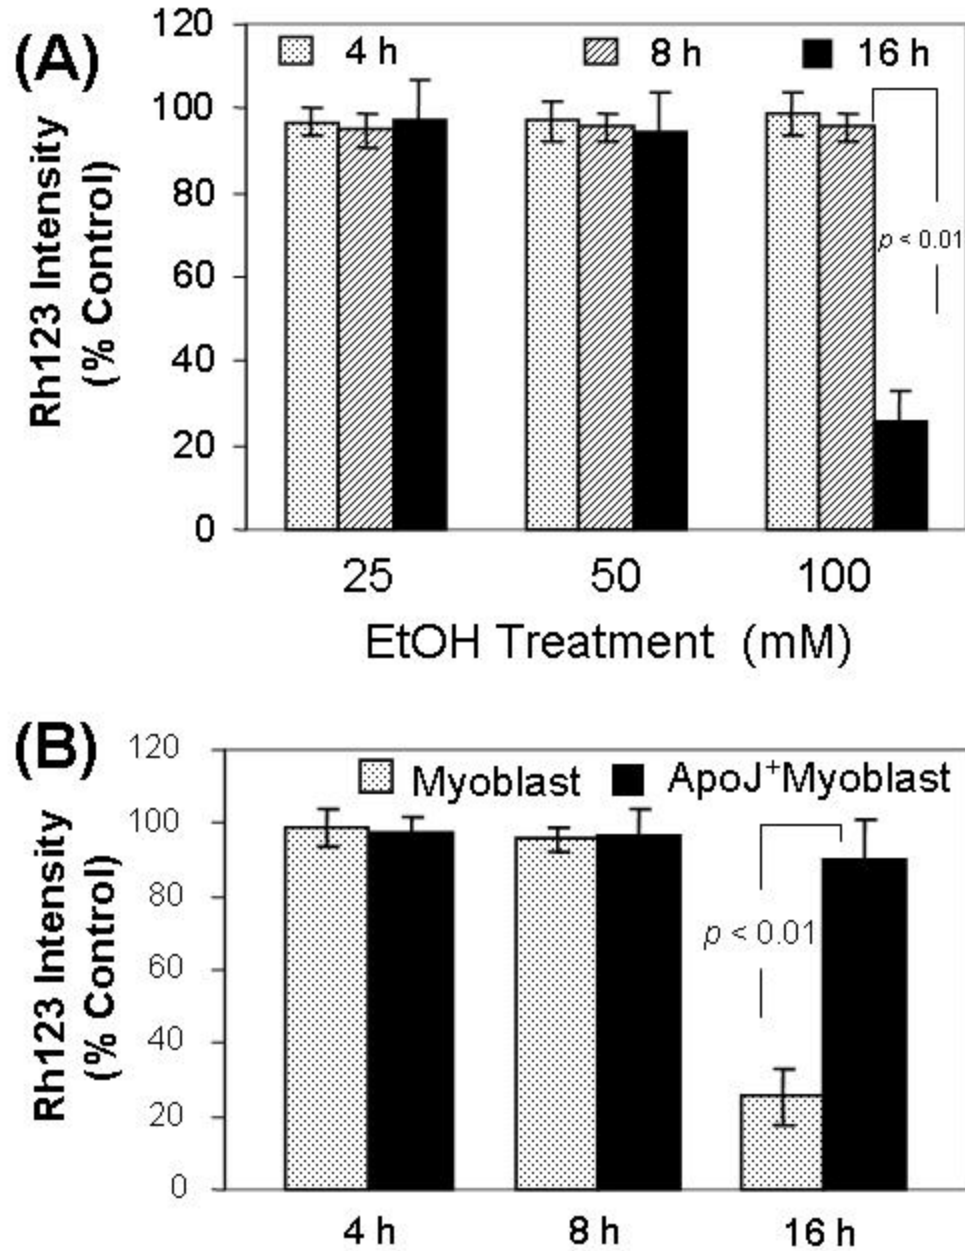 (A)
Rh123 Intensity
(% Control)
120
100
80
60
40
20
0
4 h
8 h
16 h
p < 0.01
25
50
100
EtOH Treatment (mM)
(B)
Rh123 Intensity
(% Control)
120
100
80
60
40
20
0
Myoblast
ApoJ⁺Myoblast
p < 0.01
4 h
8 h
16 h